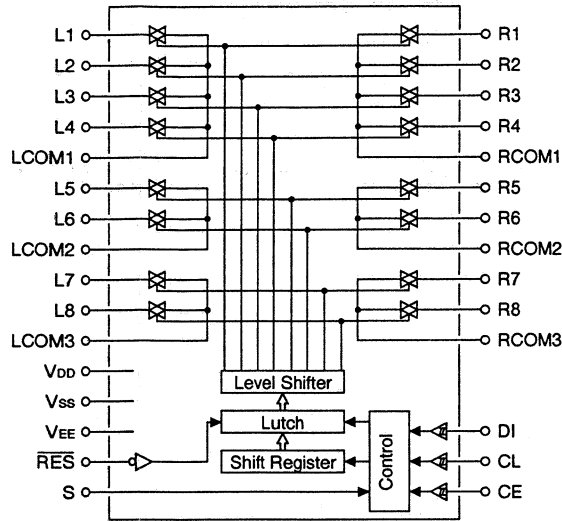 L1
L2
L3
L4
LCOM1
L5
L6
LCOM2
L7
L8
LCOM3
VDD
VSS
VEE
RES
S
Level Shifter
Lutch
Shift Register
Control
R1
R2
R3
R4
RCOM1
R5
R6
RCOM2
R7
R8
RCOM3
DI
CL
CE